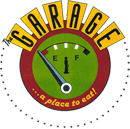 The
GARAGE
E F
...a place to eat!